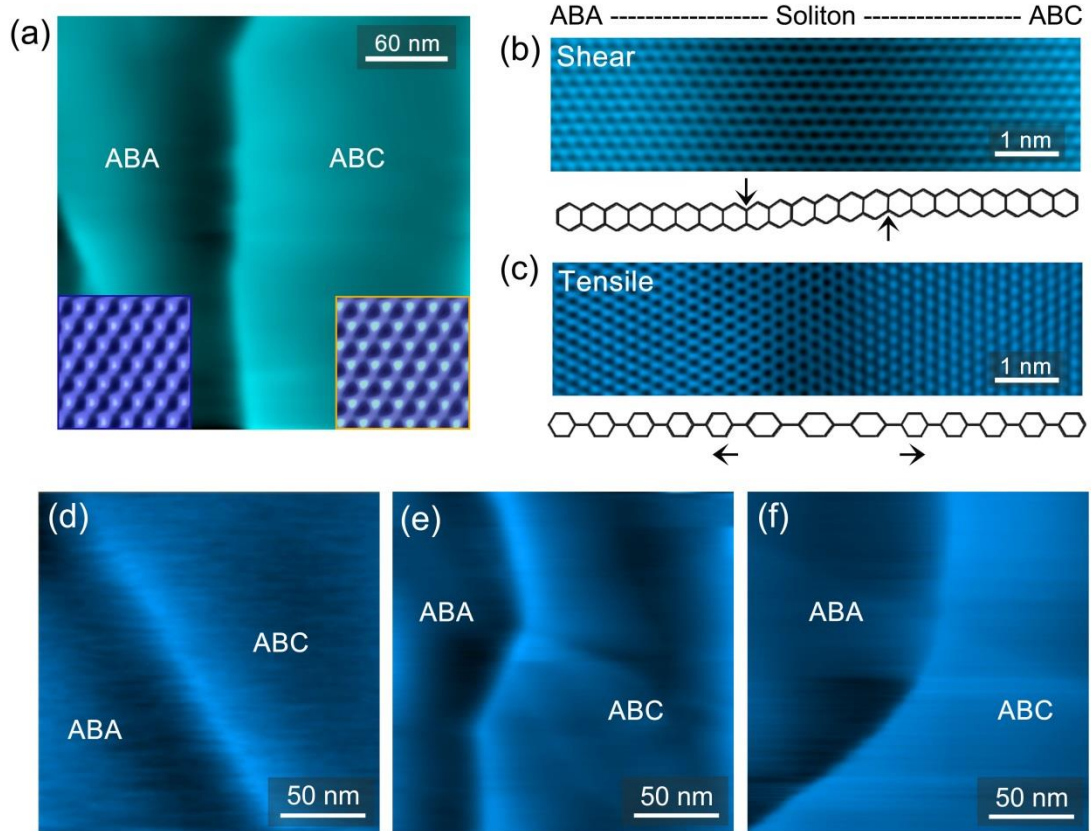 (a)
60 nm
ABA
ABC
ABA ------------------ Soliton ------------------ ABC
(b)
Shear
1 nm
(c)
Tensile
1 nm
(d)
ABC
ABA
50 nm
(e)
ABA
ABC
50 nm
(f)
ABA
ABC
50 nm